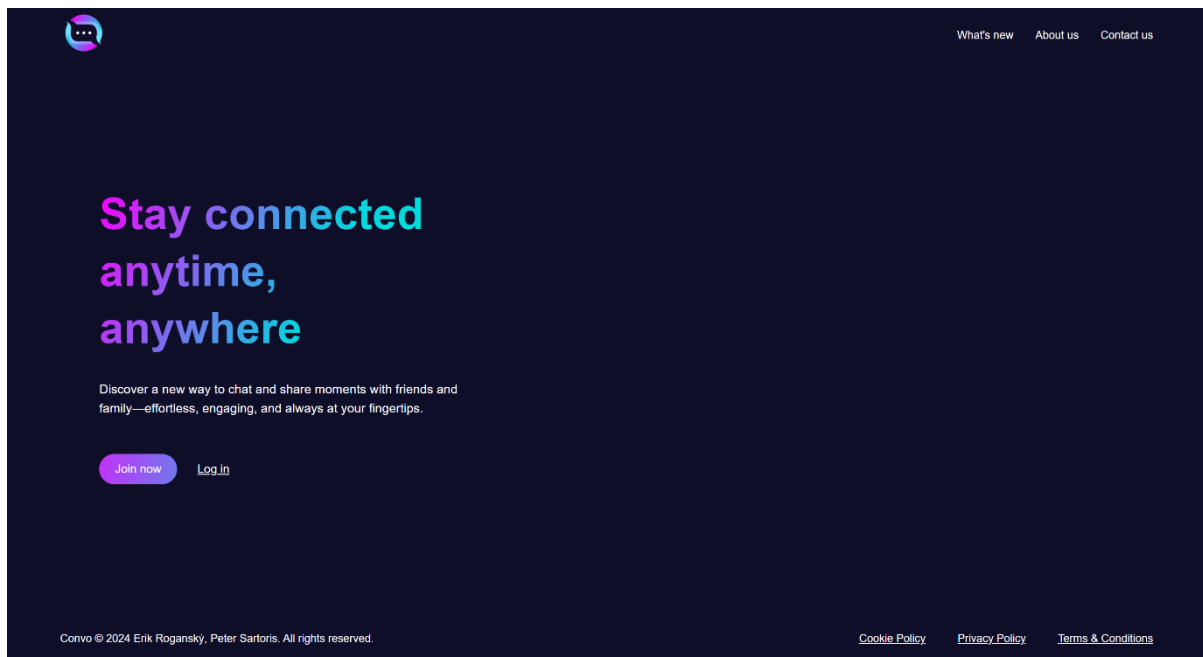 What's new About us Contact us
Stay connected
anytime,
anywhere
Discover a new way to chat and share moments with friends and
family—effortless, engaging, and always at your fingertips.
Join now Log in
Convo © 2024 Erik Roganský, Peter Sartoris. All rights reserved. Cookie Policy Privacy Policy Terms & Conditions